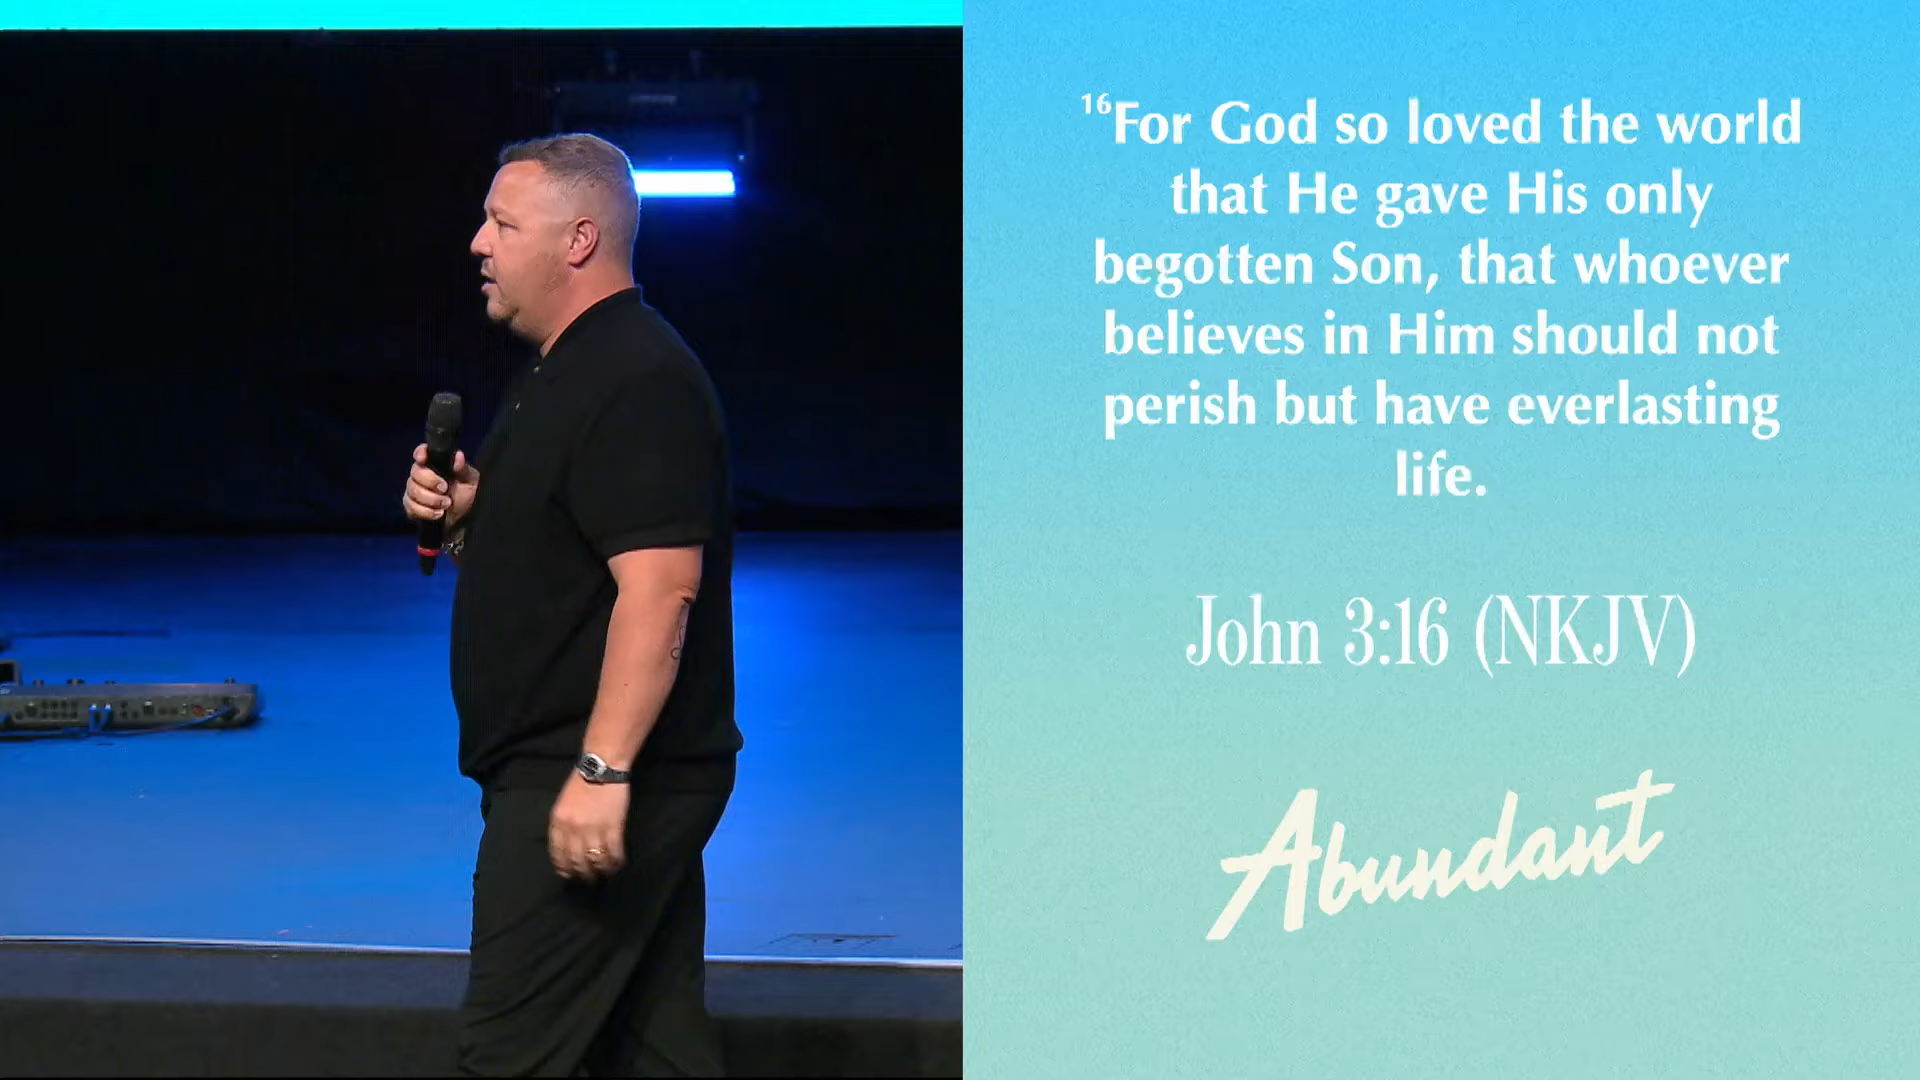 16For God so loved the world
that He gave His only
begotten Son, that whoever
believes in Him should not
perish but have everlasting
life.
John 3:16 (NKJV)
Abundant